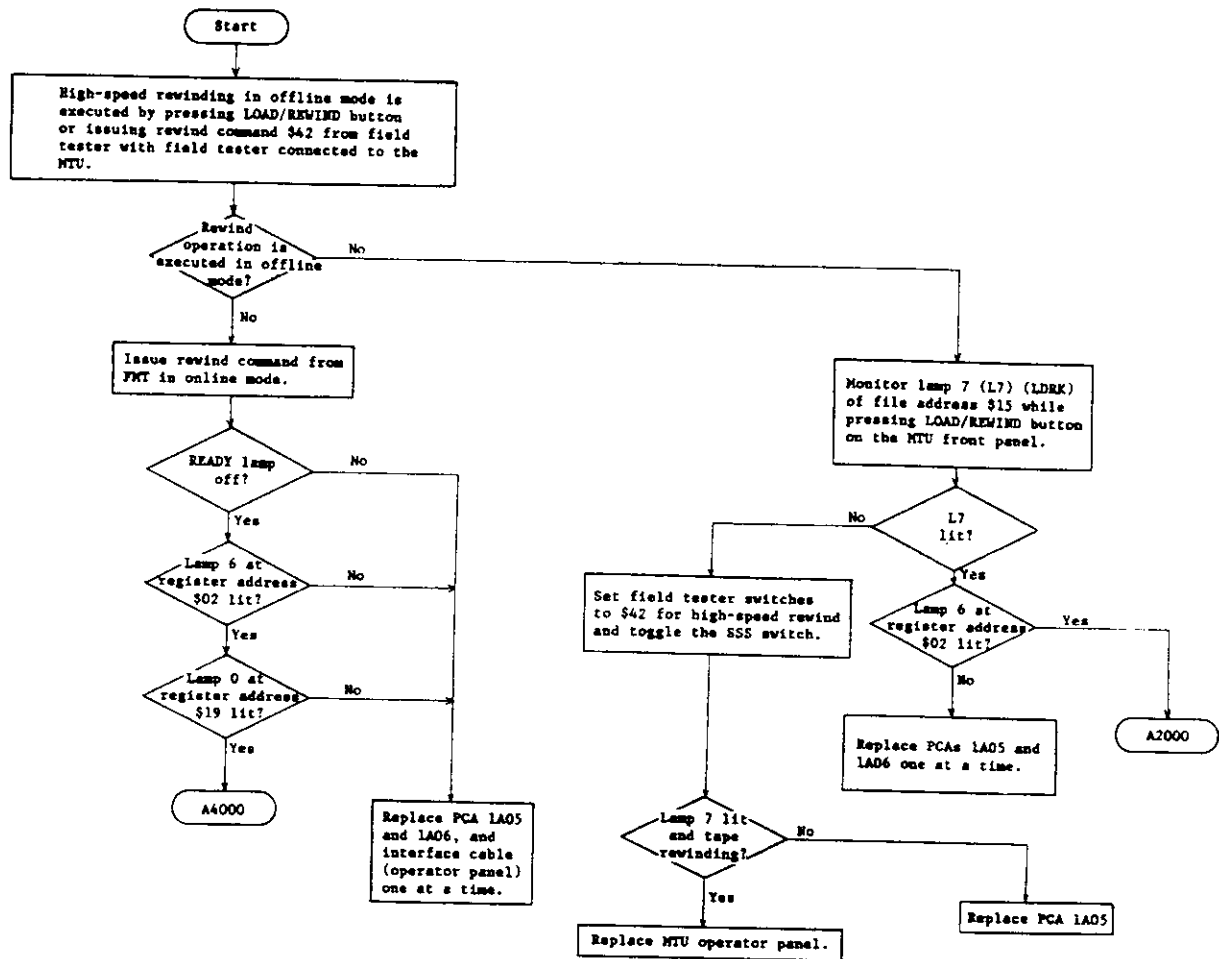 Start
High-speed rewinding in offline mode is
executed by pressing LOAD/REWIND button
or issuing rewind command $42 from field
tester with field tester connected to the
MTU.
Rewind
operation is
executed in offline
mode?
No
No
Issue rewind command from
FMT in online mode.
READY lamp
off?
No
Yes
Lamp 6 at
register address
$02 lit?
No
Yes
Lamp 0 at
register address
$19 lit?
No
Yes
A4000
Replace PCA 1A05
and 1A06, and
interface cable
(operator panel)
one at a time.
Monitor lamp 7 (L7) (LDRK)
of file address $15 while
pressing LOAD/REWIND button
on the MTU front panel.
L7
lit?
No
Yes
Set field tester switches
to $42 for high-speed rewind
and toggle the SSS switch.
Lamp 6 at
register address
$02 lit?
Yes
No
A2000
Replace PCAs 1A05 and
1A06 one at a time.
Lamp 7 lit
and tape
rewinding?
No
Yes
Replace PCA 1A05
Replace MTU operator panel.